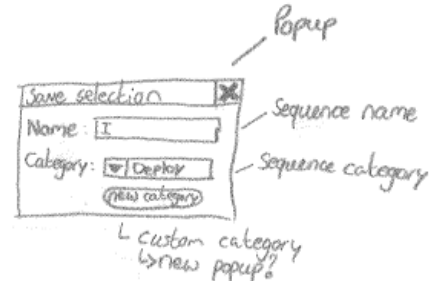 Popup
Save selection
Sequence name
Name: I
Category: Deploy
Sequence category
new category
custom category
new popup?